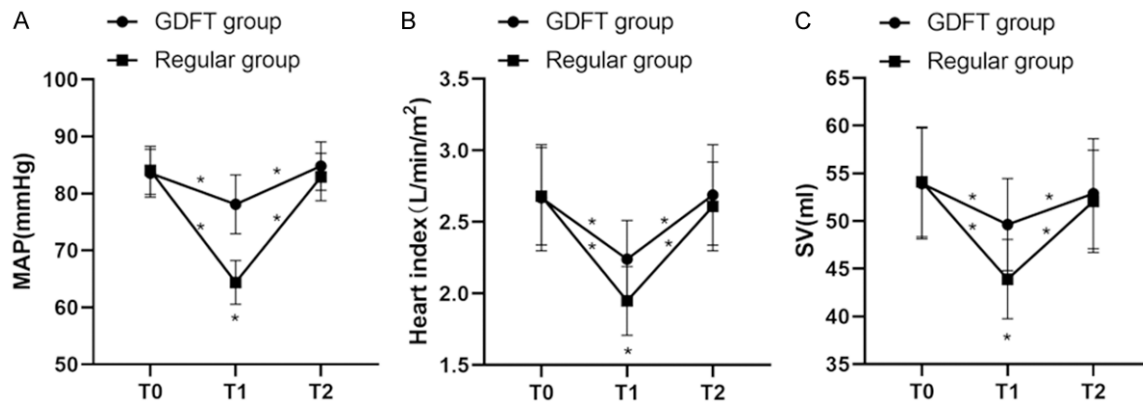 A
GDFT group
Regular group
MAP(mmHg)
100
90
80
70
60
50
* *
* *
*
T0 T1 T2
B
GDFT group
Regular group
Heart index (L/min/m²)
3.5
3.0
2.5
2.0
1.5
* *
* *
*
T0 T1 T2
C
GDFT group
Regular group
SV(ml)
65
60
55
50
45
40
35
* *
* *
*
T0 T1 T2